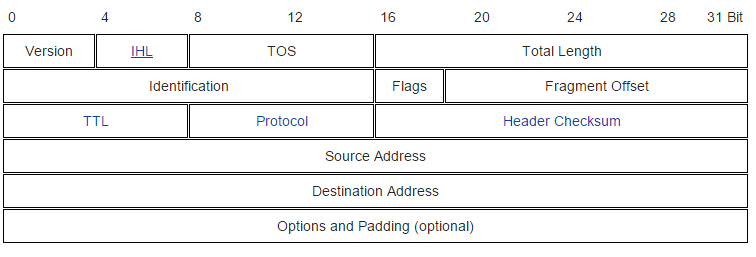 0 4 8 12 16 20 24 28 31 Bit
Version IHL TOS Total Length
Identification Flags Fragment Offset
TTL Protocol Header Checksum
Source Address
Destination Address
Options and Padding (optional)